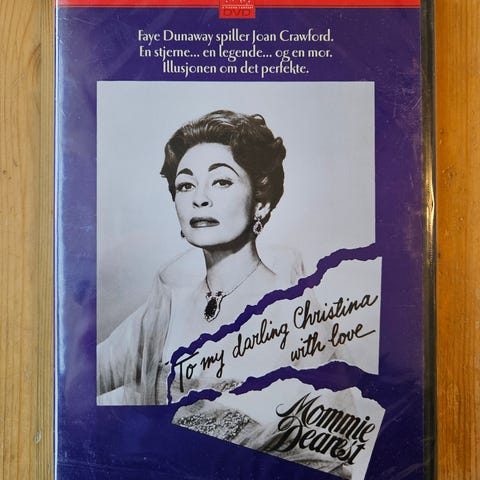 DVD
Faye Dunaway spiller Joan Crawford.
En stjerne... en legende... og en mor.
Illusjonen om det perfekte.
To my darling Christina
with love
Mommie
Dearest